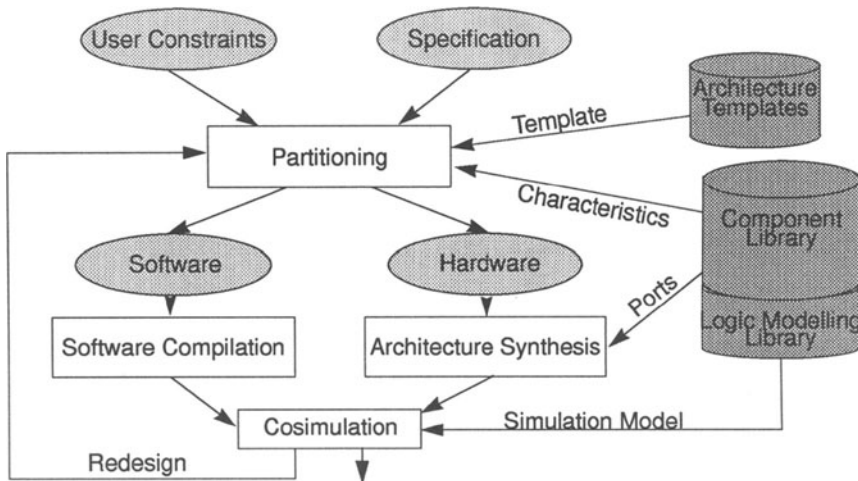 User Constraints
Specification
Architecture
Templates
Template
Partitioning
Characteristics
Component
Library
Software
Hardware
Ports
Logic Modelling
Library
Software Compilation
Architecture Synthesis
Cosimulation
Simulation Model
Redesign